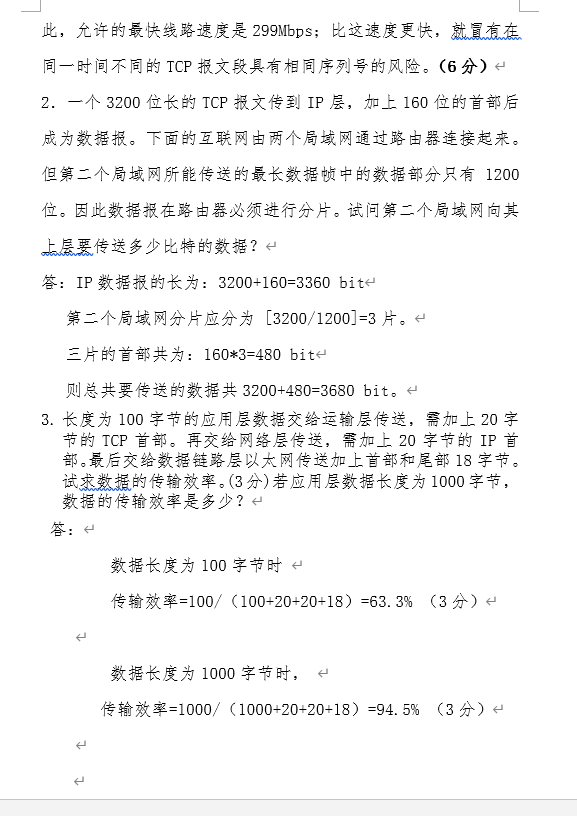 此，允许的最快线路速度是 299Mbps；比这速度更快，就冒有在
同一时间不同的 TCP 报文段具有相同序列号的风险。(6 分)
2. 一个 3200 位长的 TCP 报文传到 IP 层，加上 160 位的首部后
成为数据报。下面的互联网由两个局域网通过路由器连接起来。
但第二个局域网所能传送的最长数据帧中的数据部分只有 1200
位。因此数据报在路由器必须进行分片。试问第二个局域网向其
上层要传送多少比特的数据？
答：IP 数据报的长为：3200+160=3360 bit
第二个局域网分片应分为 [3200/1200]=3 片。
三片的首部共为：160*3=480 bit
则总共要传送的数据共 3200+480=3680 bit。
3. 长度为 100 字节的应用层数据交给运输层传送，需加上 20 字
节的 TCP 首部。再交给网络层传送，需加上 20 字节的 IP 首
部。最后交给数据链路层以太网传送加上首部和尾部 18 字节。
试求数据的传输效率。(3 分)若应用层数据长度为 1000 字节，
数据的传输效率是多少？
答：
数据长度为 100 字节时
传输效率=100/（100+20+20+18）=63.3% （3 分）
数据长度为 1000 字节时，
传输效率=1000/（1000+20+20+18）=94.5% （3 分）